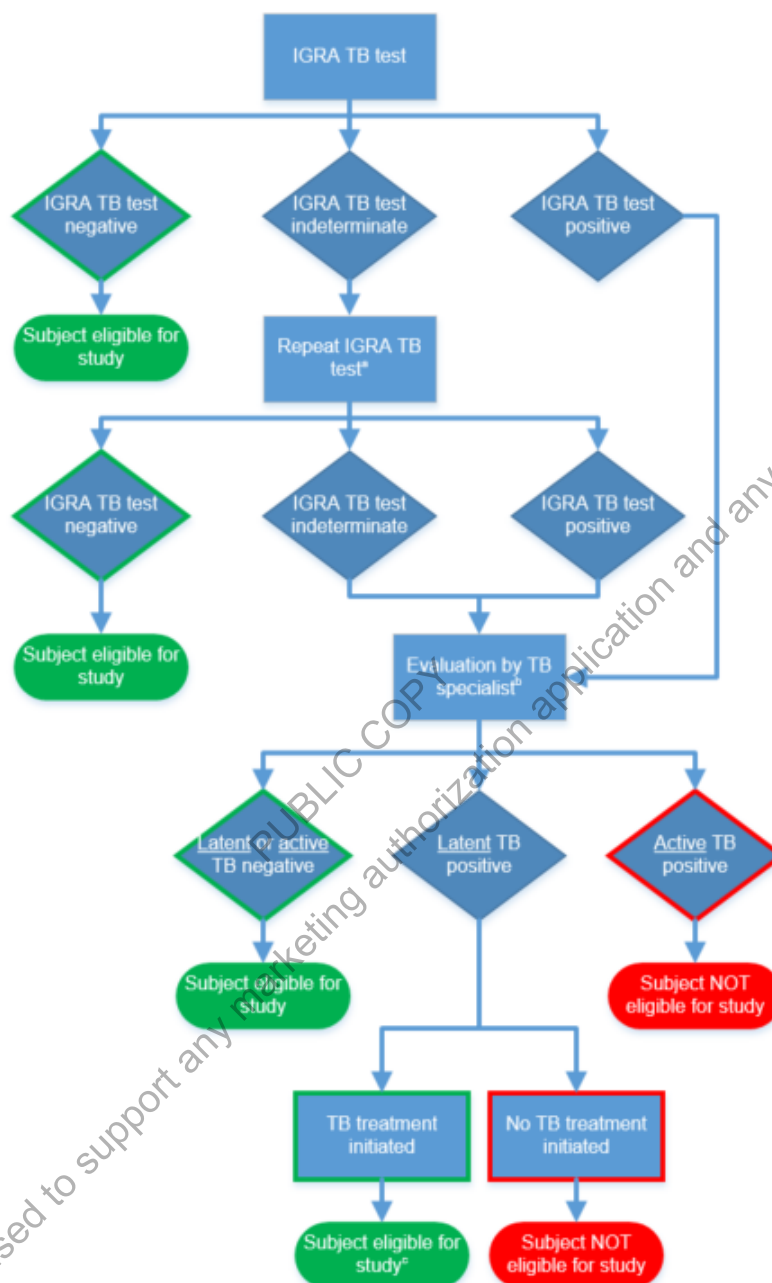 IGRA TB test
IGRA TB test
negative
IGRA TB test
indeterminate
IGRA TB test
positive
Subject eligible for
study
Repeat IGRA TB
testᵃ
IGRA TB test
negative
IGRA TB test
indeterminate
IGRA TB test
positive
Subject eligible for
study
Evaluation by TB
specialistᵇ
Latent or active
TB negative
Latent TB
positive
Active TB
positive
Subject eligible for
study
Subject NOT
eligible for study
TB treatment
initiated
No TB treatment
initiated
Subject eligible for
studyᶜ
Subject NOT
eligible for study
PUBLIC COPY
used to support any marketing authorization application and any